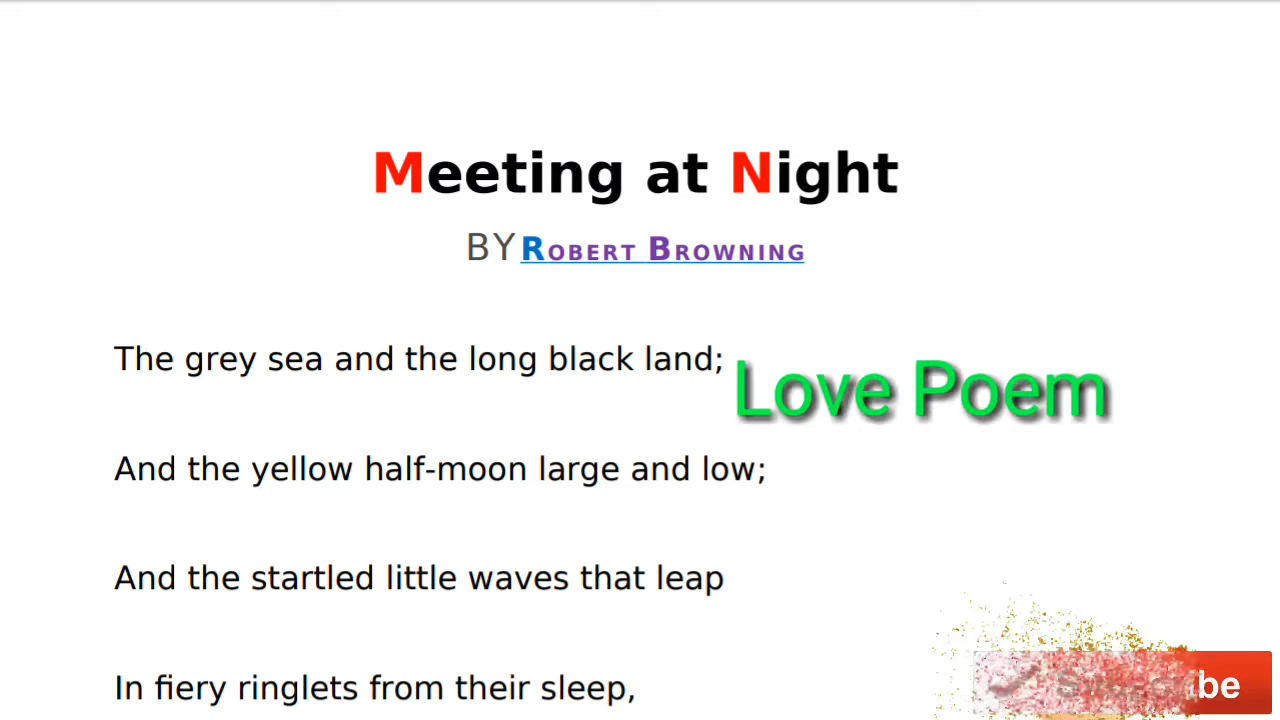 Meeting at Night
BY ROBERT BROWNING
The grey sea and the long black land;
Love Poem
And the yellow half-moon large and low;
And the startled little waves that leap
In fiery ringlets from their sleep,